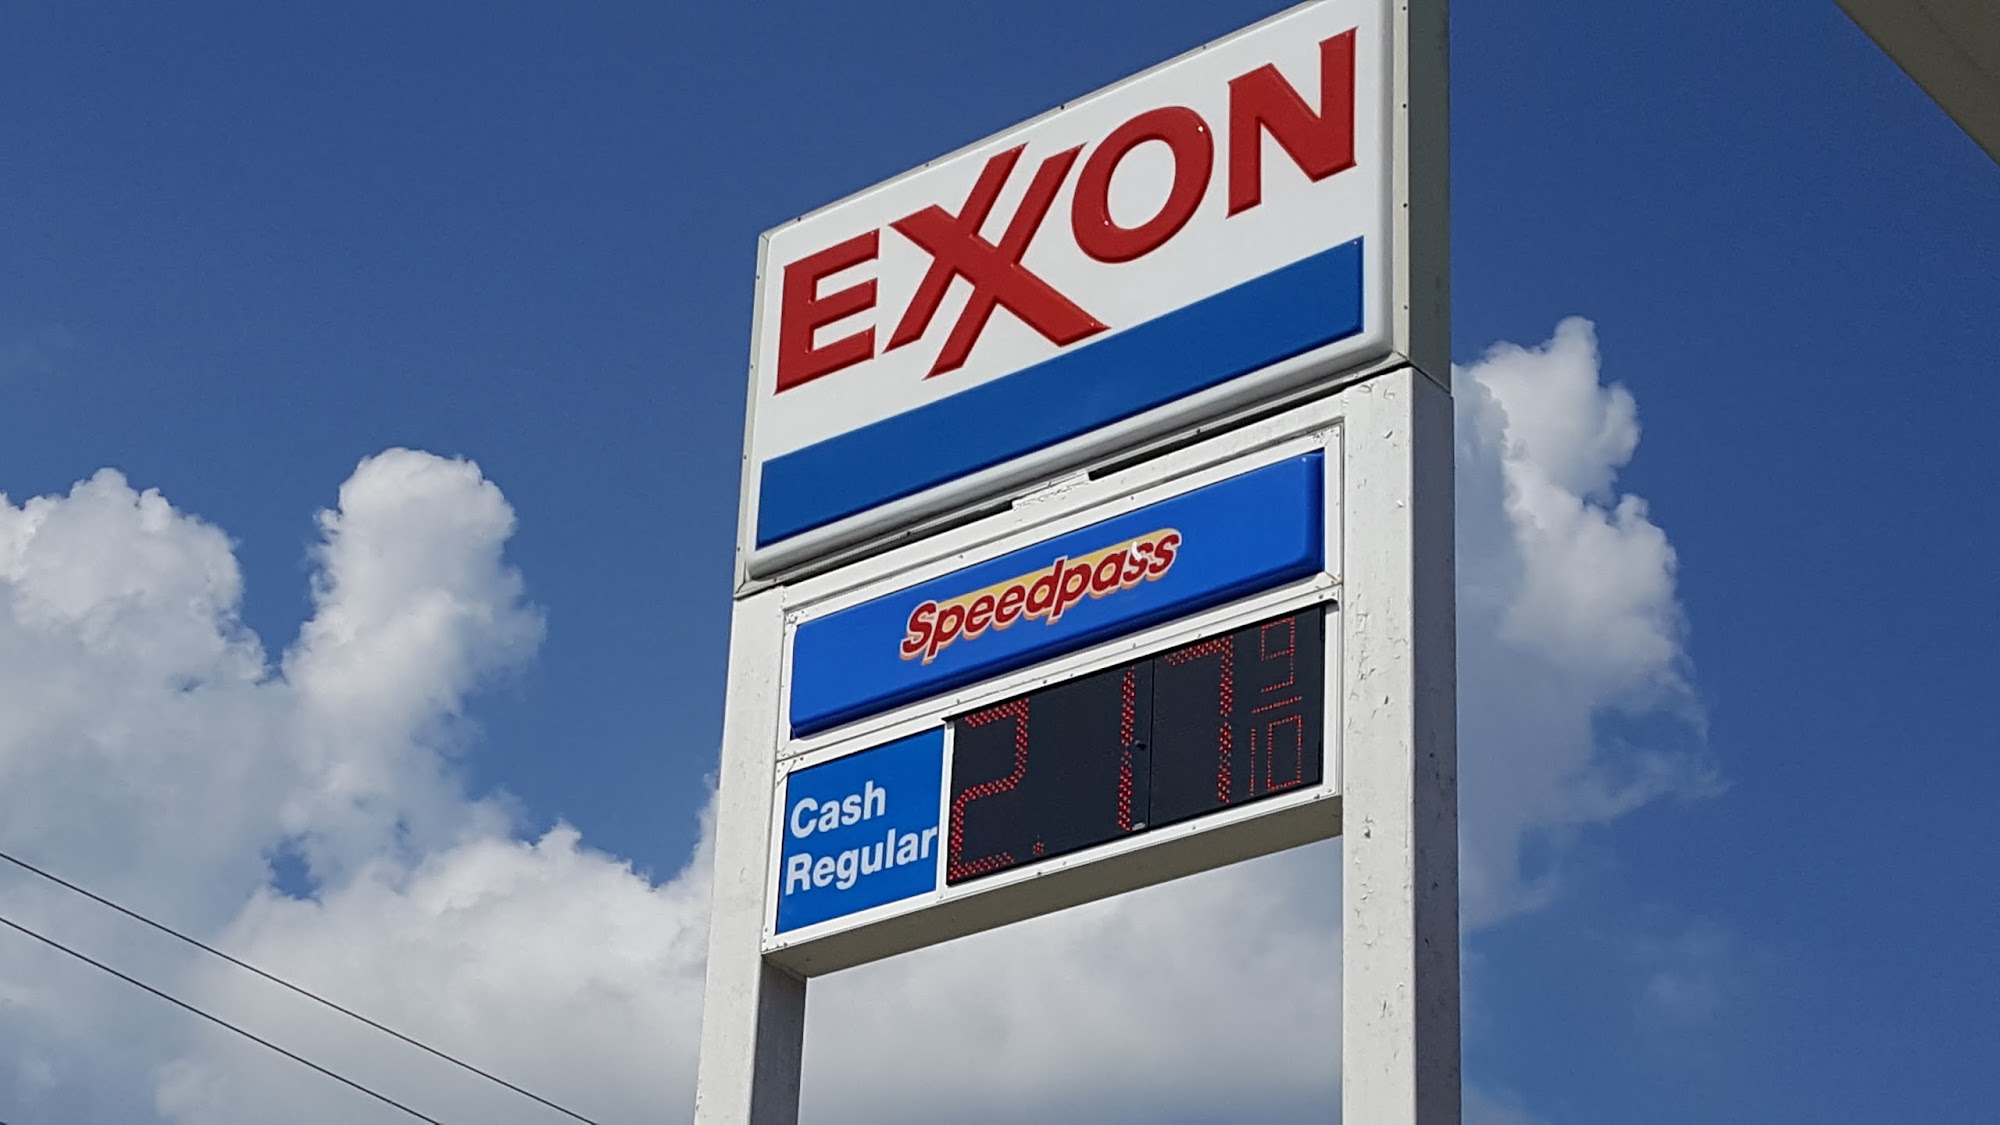 EXXON
Speedpass
Cash
Regular
2.17 9/10